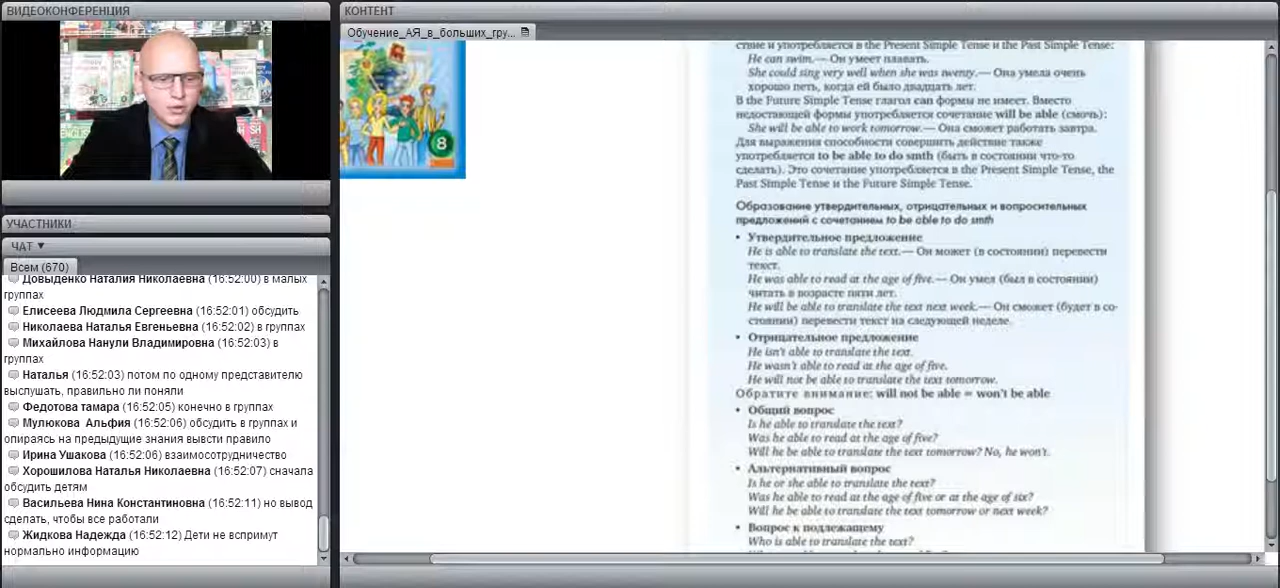 ВИДЕОКОНФЕРЕНЦИЯ
УЧАСТНИКИ
ЧАТ ▼
Всем (670)
Довыденко Наталия Николаевна (16:52:00) в малых
группах
Елисеева Людмила Сергеевна (16:52:01) обсудить
Николаева Наталья Евгеньевна (16:52:02) в группах
Михайлова Нанули Владимировна (16:52:03) в
группах
Наталья (16:52:03) потом по одному представителю
выслушать, правильно ли поняли
Федотова тамара (16:52:05) конечно в группах
Мулюкова Альфия (16:52:06) обсудить в группах и
опираясь на предыдущие знания вывсти правило
Ирина Ушакова (16:52:06) взаимосотрудничество
Хорошилова Наталья Николаевна (16:52:07) сначала
обсудить детям
Васильева Нина Константиновна (16:52:11) но вывод
сделать, чтобы все работали
Жидкова Надежда (16:52:12) Дети не вспримут
нормально информацию
КОНТЕНТ
Обучение_АЯ_в_больших_гру...
8
ствие и употребляется в the Present Simple Tense и the Past Simple Tense:
He can swim.— Он умеет плавать.
She could sing very well when she was twenty.— Она умела очень
хорошо петь, когда ей было двадцать лет.
В the Future Simple Tense глагол can формы не имеет. Вместо
недостающей формы употребляется сочетание will be able (смочь):
She will be able to work tomorrow.— Она сможет работать завтра.
Для выражения способности совершить действие также
употребляется to be able to do smth (быть в состоянии что-то
сделать). Это сочетание употребляется в the Present Simple Tense, the
Past Simple Tense и the Future Simple Tense.
Образование утвердительных, отрицательных и вопросительных
предложений с сочетанием to be able to do smth
• Утвердительное предложение
He is able to translate the text.— Он может (в состоянии) перевести
текст.
He was able to read at the age of five.— Он умел (был в состоянии)
читать в возрасте пяти лет.
He will be able to translate the text next week.— Он сможет (будет в со-
стоянии) перевести текст на следующей неделе.
• Отрицательное предложение
He isn't able to translate the text.
He wasn't able to read at the age of five.
He will not be able to translate the text tomorrow.
Обратите внимание: will not be able = won't be able
• Общий вопрос
Is he able to translate the text?
Was he able to read at the age of five?
Will he be able to translate the text tomorrow? No, he won't.
• Альтернативный вопрос
Is he or she able to translate the text?
Was he able to read at the age of five or at the age of six?
Will he be able to translate the text tomorrow or next week?
• Вопрос к подлежащему
Who is able to translate the text?